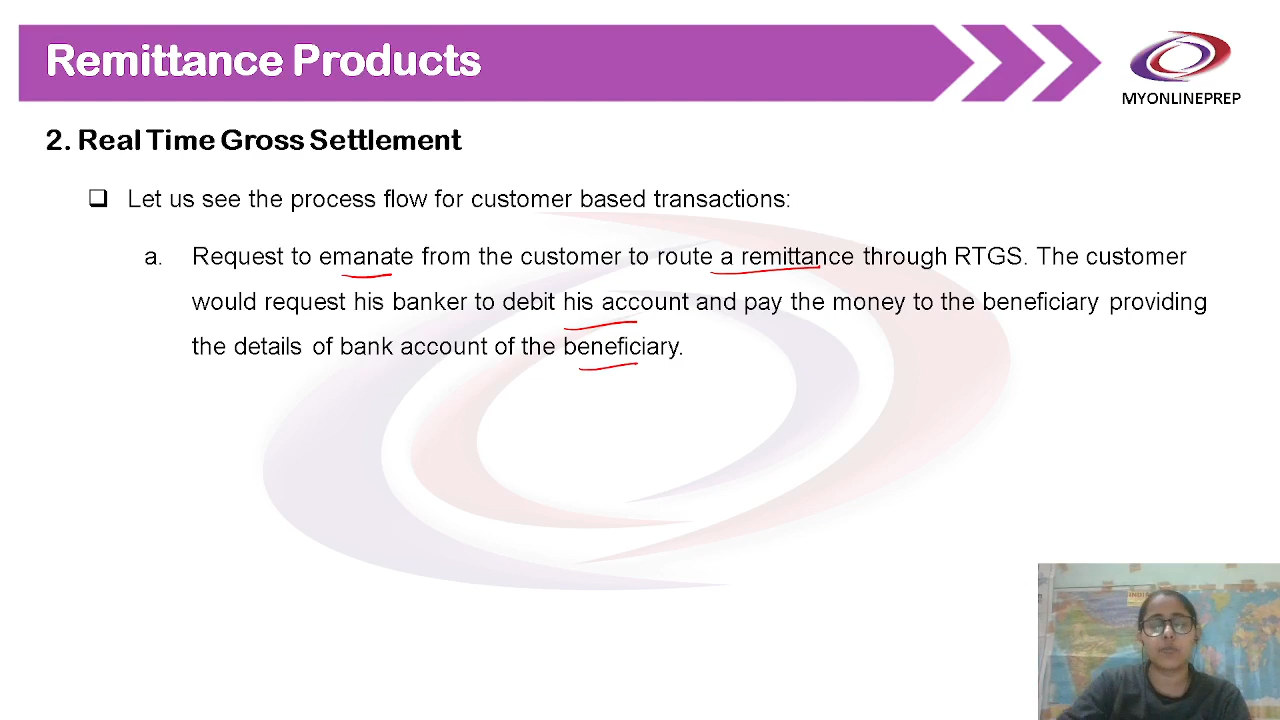 Remittance Products
MYONLINEPREP
2. Real Time Gross Settlement
Let us see the process flow for customer based transactions:
a. Request to emanate from the customer to route a remittance through RTGS. The customer
would request his banker to debit his account and pay the money to the beneficiary providing
the details of bank account of the beneficiary.
INDIA